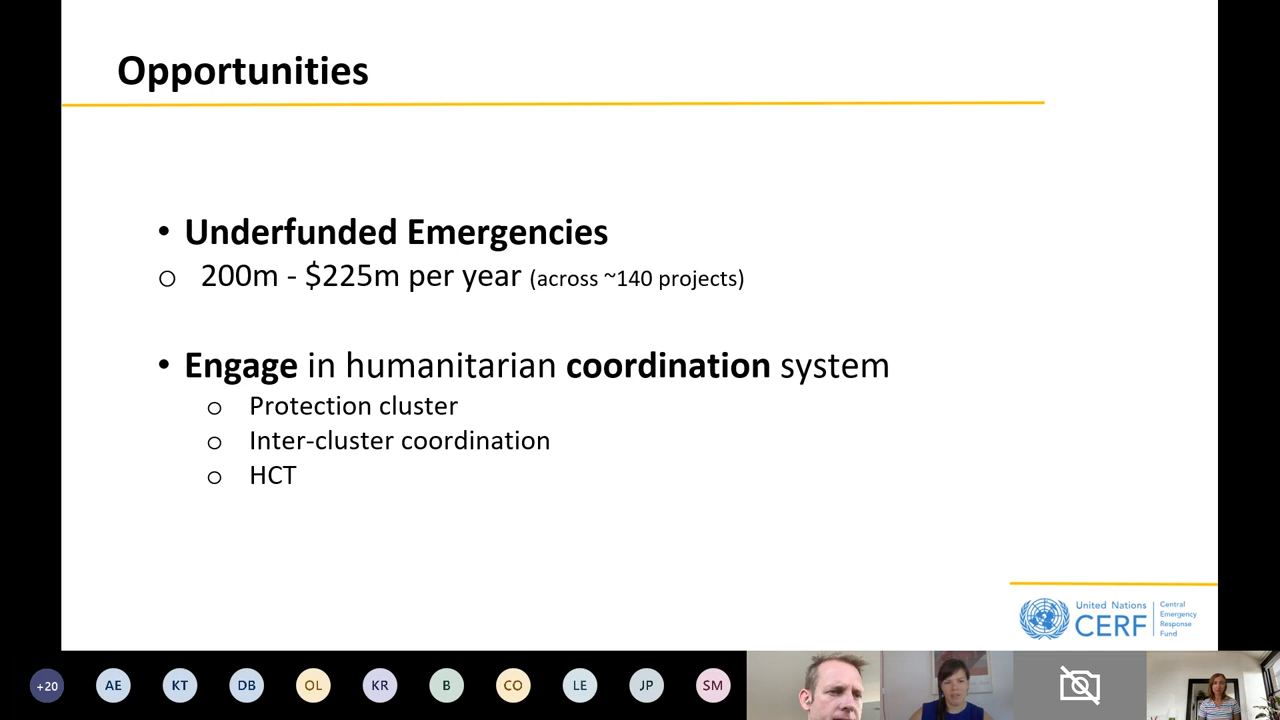 Opportunities
• Underfunded Emergencies
o 200m - $225m per year (across ~140 projects)
• Engage in humanitarian coordination system
o Protection cluster
o Inter-cluster coordination
o HCT
United Nations
CERF
Central
Emergency
Response
Fund
+20 AE KT DB OL KR B CO LE JP SM